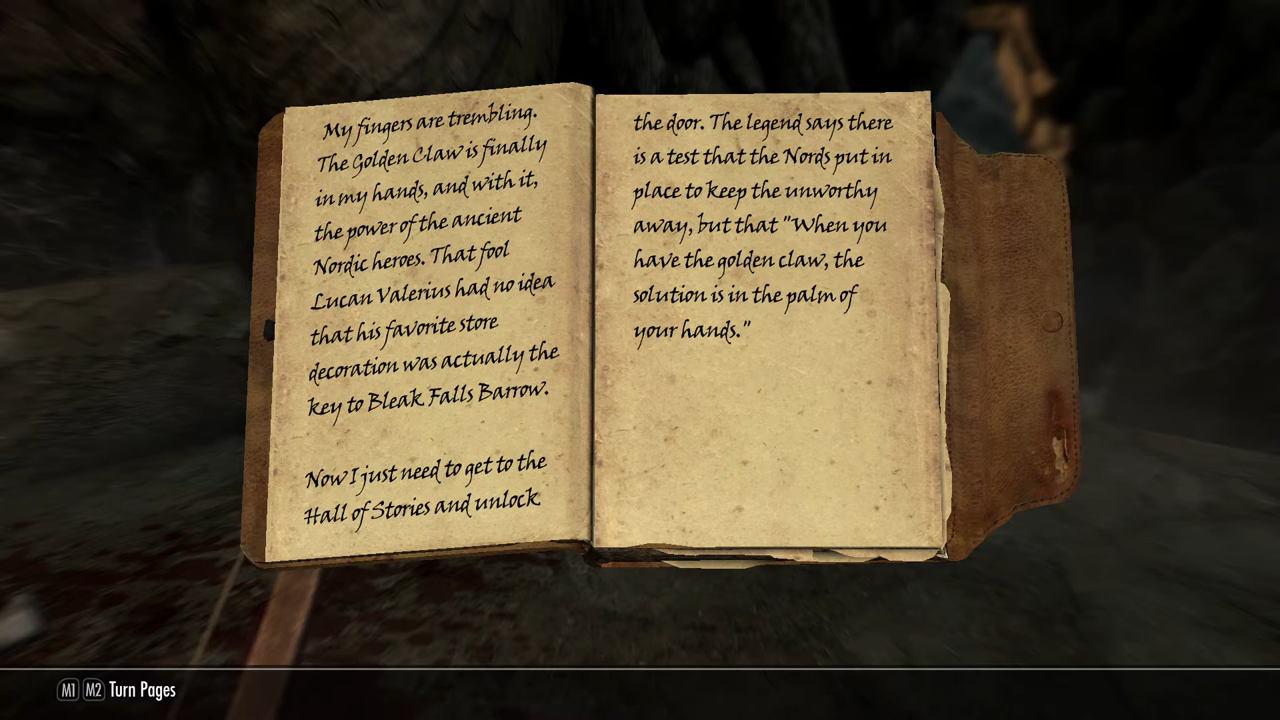 My fingers are trembling.
The Golden Claw is finally
in my hands, and with it,
the power of the ancient
Nordic heroes. That fool
Lucan Valerius had no idea
that his favorite store
decoration was actually the
key to Bleak Falls Barrow.
Now I just need to get to the
Hall of Stories and unlock
the door. The legend says there
is a test that the Nords put in
place to keep the unworthy
away, but that "When you
have the golden claw, the
solution is in the palm of
your hands."
M1 M2 Turn Pages